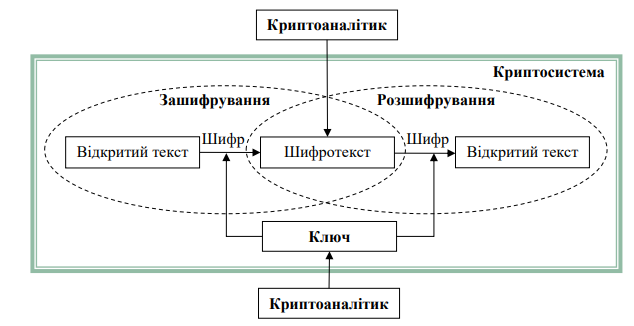 Криптоаналітик
Криптосистема
Зашифрування
Розшифрування
Відкритий текст
Шифр
Шифротекст
Шифр
Відкритий текст
Ключ
Криптоаналітик